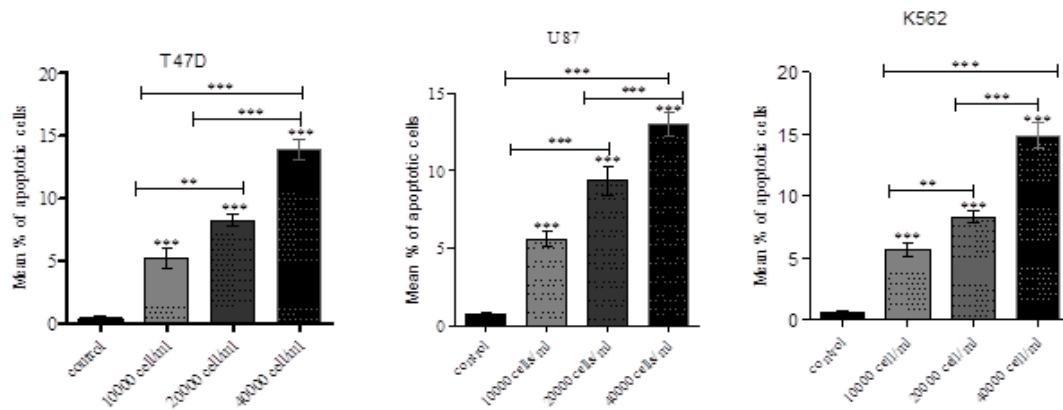 T47D
Mean % of apoptotic cells
20
15
10
5
0
***
***
**
***
***
***
control
10000 cell/ml
20000 cell/ml
40000 cell/ml
U87
Mean % of apoptotic cells
15
10
5
0
***
***
***
***
***
***
control
10000 cells/ml
20000 cells/ml
40000 cells/ml
K562
Mean % of apoptotic cells
20
15
10
5
0
***
***
***
**
***
***
control
10000 cell/ml
20000 cell/ml
40000 cell/ml